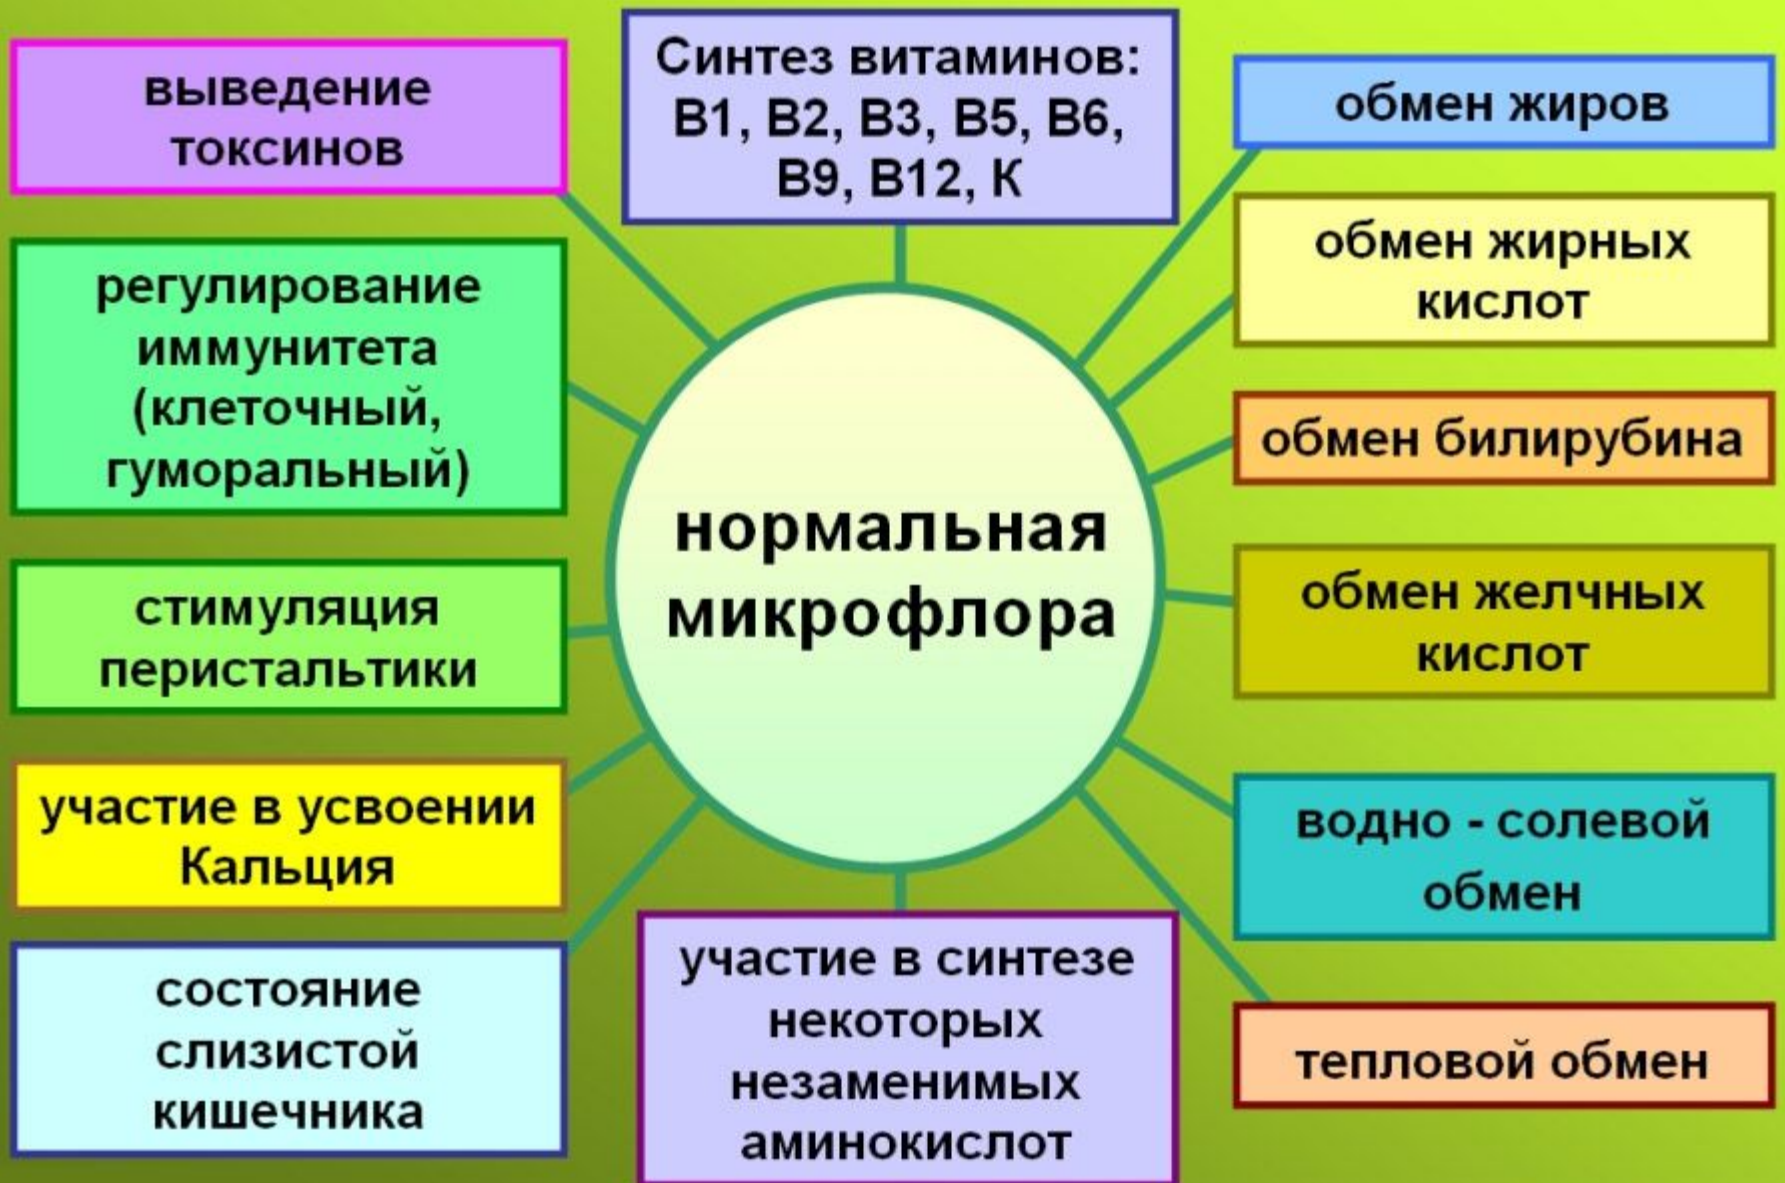 выведение
токсинов
Синтез витаминов:
В1, В2, В3, В5, В6,
В9, В12, К
обмен жиров
регулирование
иммунитета
(клеточный,
гуморальный)
обмен жирных
кислот
обмен билирубина
нормальная
микрофлора
стимуляция
перистальтики
обмен желчных
кислот
участие в усвоении
Кальция
водно - солевой
обмен
состояние
слизистой
кишечника
участие в синтезе
некоторых
незаменимых
аминокислот
тепловой обмен